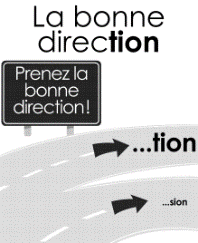 La bonne
direction
Prenez la
bonne
direction!
...tion
...sion